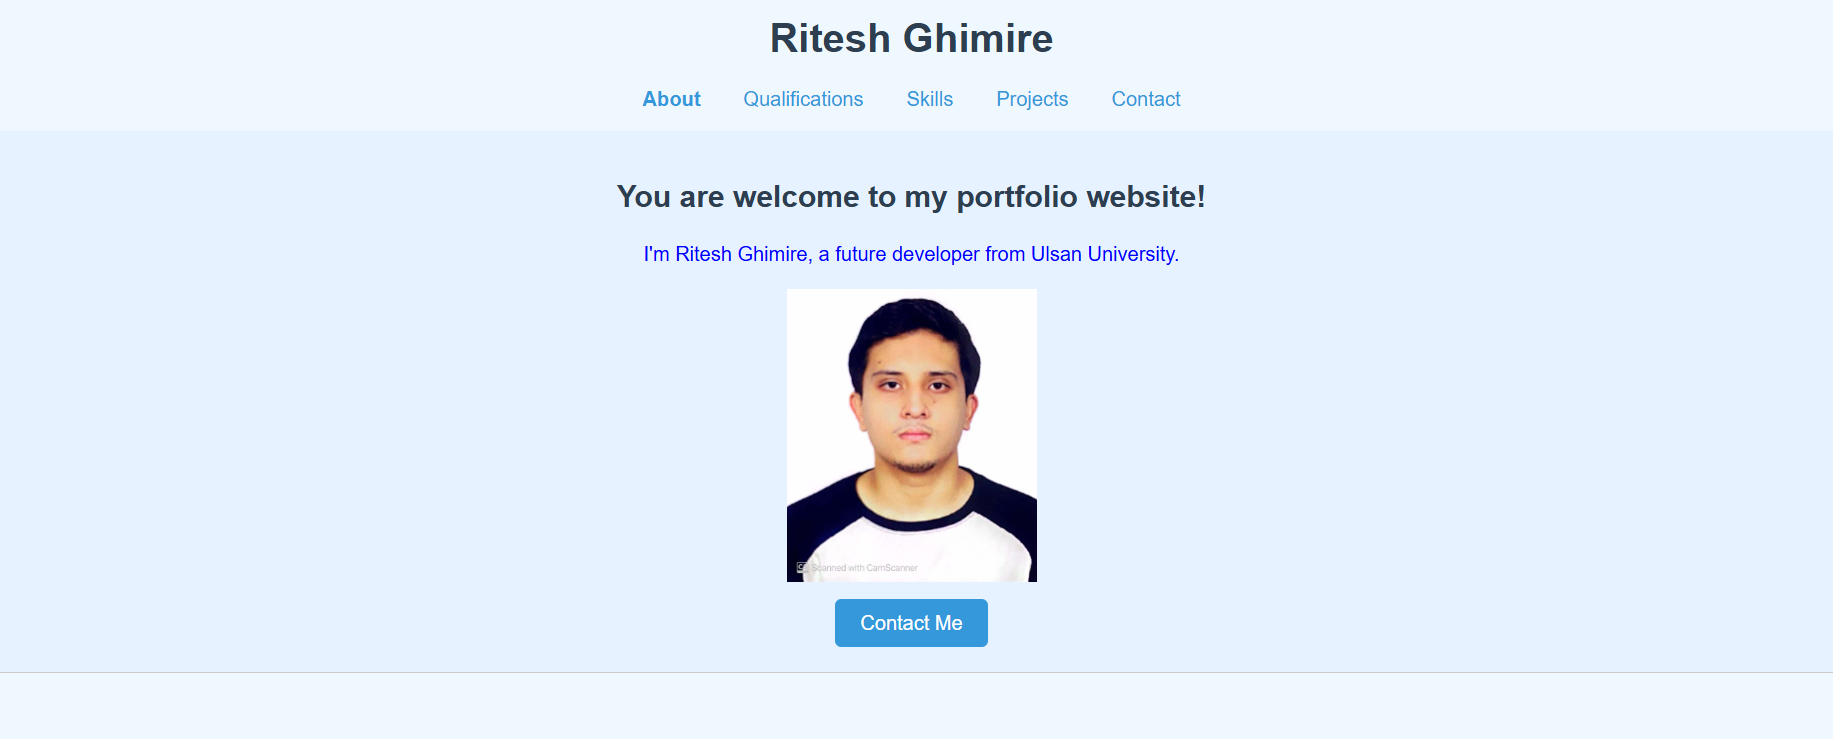 Ritesh Ghimire
About Qualifications Skills Projects Contact
You are welcome to my portfolio website!
I'm Ritesh Ghimire, a future developer from Ulsan University.
CS Scanned with CamScanner
Contact Me